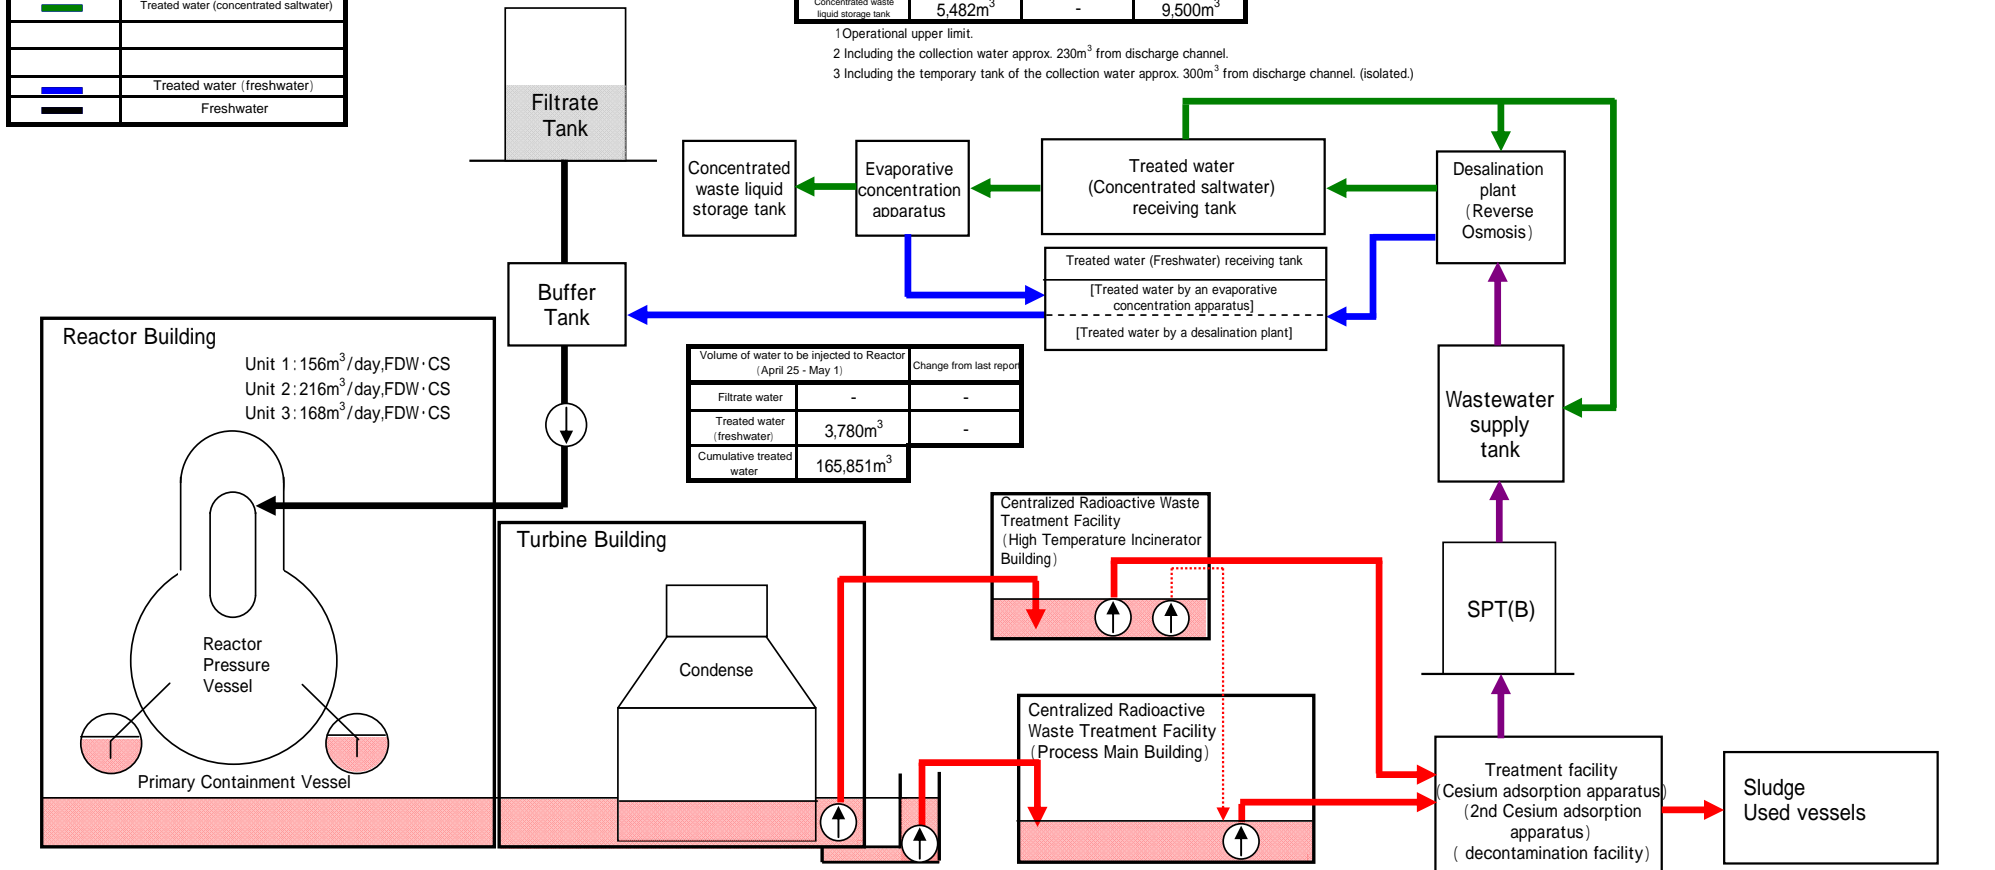 Treated water (concentrated saltwater)
Treated water (freshwater)
Freshwater
Concentrated waste
liquid storage tank
5,482m³
-
9,500m³
1Operational upper limit.
2 Including the collection water approx. 230m³ from discharge channel.
3 Including the temporary tank of the collection water approx. 300m³ from discharge channel. (isolated.)
Filtrate
Tank
Concentrated
waste liquid
storage tank
Evaporative
concentration
apparatus
Treated water
(Concentrated saltwater)
receiving tank
Desalination
plant
(Reverse
Osmosis)
Treated water (Freshwater) receiving tank
[Treated water by an evaporative
concentration apparatus]
[Treated water by a desalination plant]
Buffer
Tank
Reactor Building
Unit 1:156m³/day,FDW·CS
Unit 2:216m³/day,FDW·CS
Unit 3:168m³/day,FDW·CS
Volume of water to be injected to Reactor
(April 25 - May 1)
Change from last report
Filtrate water
-
-
Treated water
(freshwater)
3,780m³
-
Cumulative treated
water
165,851m³
Wastewater
supply
tank
Centralized Radioactive Waste
Treatment Facility
(High Temperature Incinerator
Building)
Turbine Building
SPT(B)
Reactor
Pressure
Vessel
Condense
Primary Containment Vessel
Centralized Radioactive
Waste Treatment Facility
(Process Main Building)
Treatment facility
(Cesium adsorption apparatus)
(2nd Cesium adsorption
apparatus)
( decontamination facility)
Sludge
Used vessels